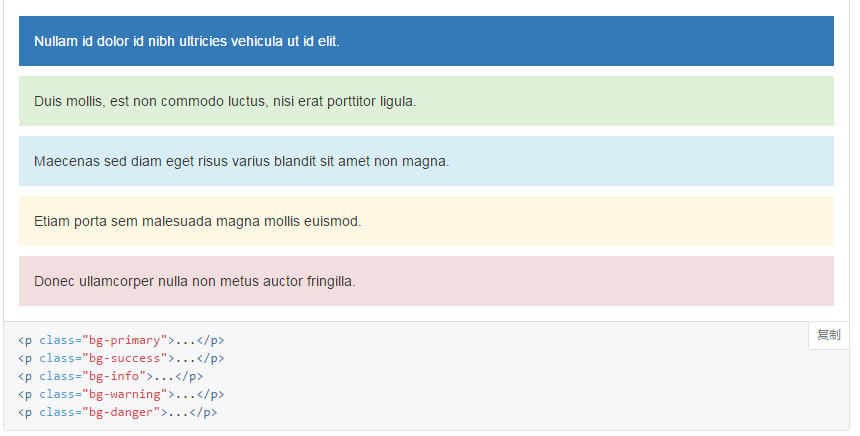 Nullam id dolor id nibh ultricies vehicula ut id elit.
Duis mollis, est non commodo luctus, nisi erat porttitor ligula.
Maecenas sed diam eget risus varius blandit sit amet non magna.
Etiam porta sem malesuada magna mollis euismod.
Donec ullamcorper nulla non metus auctor fringilla.
复制
<p class="bg-primary">...</p>
<p class="bg-success">...</p>
<p class="bg-info">...</p>
<p class="bg-warning">...</p>
<p class="bg-danger">...</p>